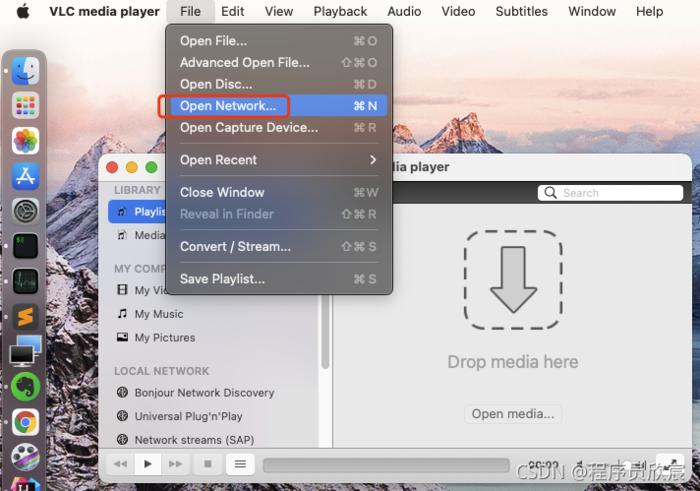 VLC media player File Edit View Playback Audio Video Subtitles Window Help
Open File... ⌘O
Advanced Open File... ⇧⌘O
Open Disc... ⌘D
Open Network... ⌘N
Open Capture Device... ⌘R
Open Recent
Close Window ⌘W
Reveal in Finder ⇧⌘R
Convert / Stream... ⇧⌘S
Save Playlist... ⌘S
dia player
Search
LIBRARY
Playlis
Media
MY COMP
My Vi
My Music
My Pictures
LOCAL NETWORK
Bonjour Network Discovery
Universal Plug'n'Play
Network streams (SAP)
Drop media here
Open media...
00:00
CSDN @程序员欣宸